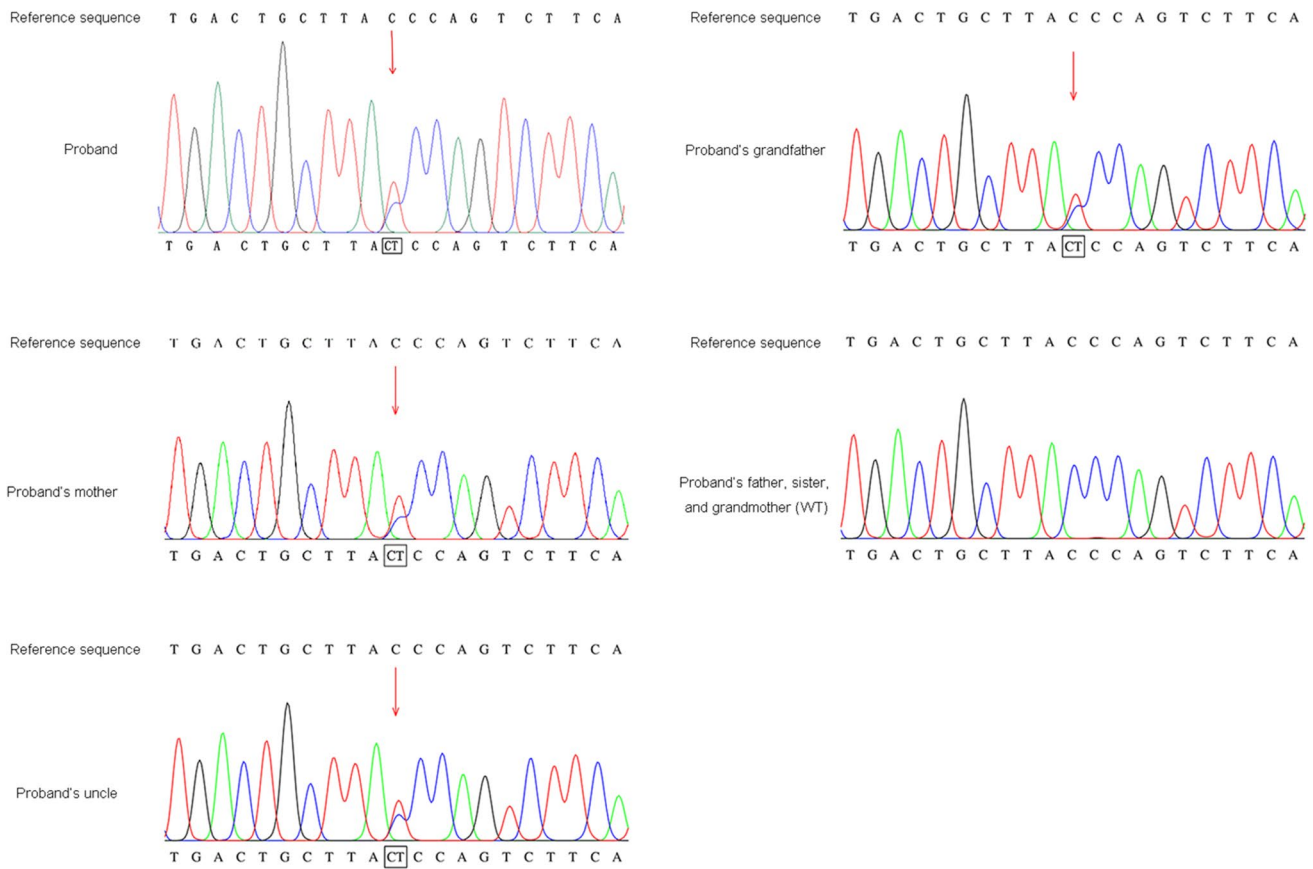 Reference sequence T G A C T G C T T A C C C A G T C T T C A
Proband
T G A C T G C T T A CT C C A G T C T T C A
Reference sequence T G A C T G C T T A C C C A G T C T T C A
Proband's grandfather
T G A C T G C T T A CT C C A G T C T T C A
Reference sequence T G A C T G C T T A C C C A G T C T T C A
Proband's mother
T G A C T G C T T A CT C C A G T C T T C A
Reference sequence T G A C T G C T T A C C C A G T C T T C A
Proband's father, sister,
and grandmother (WT)
T G A C T G C T T A C C C A G T C T T C A
Reference sequence T G A C T G C T T A C C C A G T C T T C A
Proband's uncle
T G A C T G C T T A CT C C A G T C T T C A